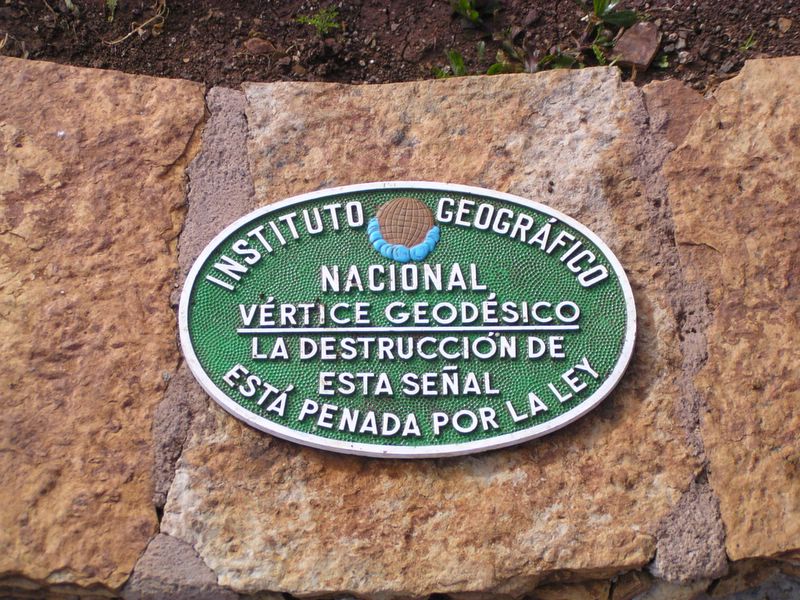 INSTITUTO GEOGRÁFICO
NACIONAL
VÉRTICE GEODÉSICO
LA DESTRUCCIÓN DE
ESTA SEÑAL
ESTÁ PENADA POR LA LEY